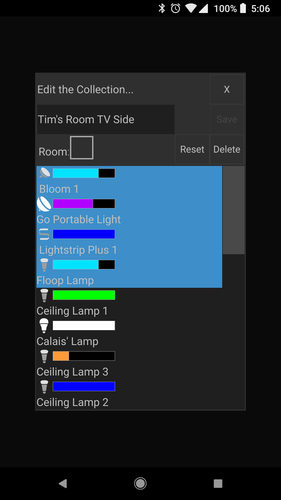 100% 5:06
Edit the Collection... X
Tim's Room TV Side Save
Room: Reset Delete
Bloom 1
Go Portable Light
Lightstrip Plus 1
Floop Lamp
Ceiling Lamp 1
Calais' Lamp
Ceiling Lamp 3
Ceiling Lamp 2